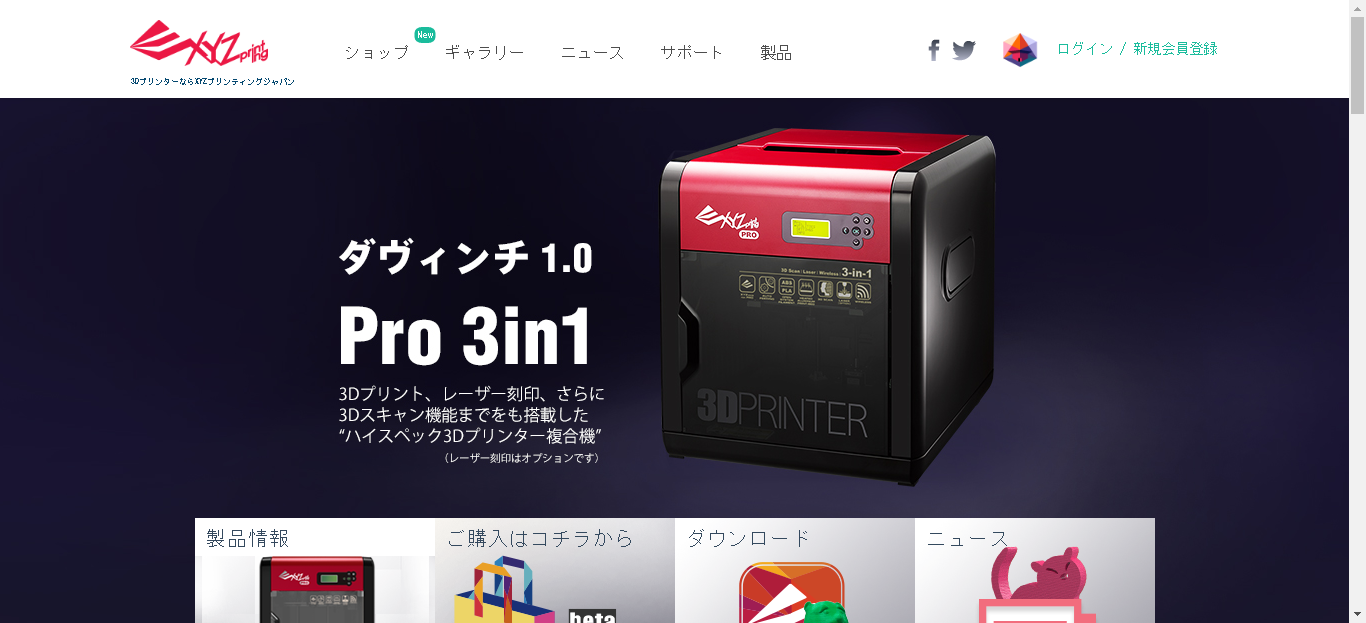 XYZprinting
3DプリンターならXYZプリンティングジャパン
ショップ
New
ギャラリー
ニュース
サポート
製品
ログイン / 新規会員登録
ダヴィンチ 1.0
Pro 3in1
3Dプリント、レーザー刻印、さらに
3Dスキャン機能までをも搭載した
“ハイスペック3Dプリンター複合機”
（レーザー刻印はオプションです）
XYZprinting
PRO
3D Scan / Laser / Wireless / 3-in-1
ABS
PLA
3DPRINTER
製品情報
ご購入はコチラから
ダウンロード
ニュース
XYZprinting
PRO
beta